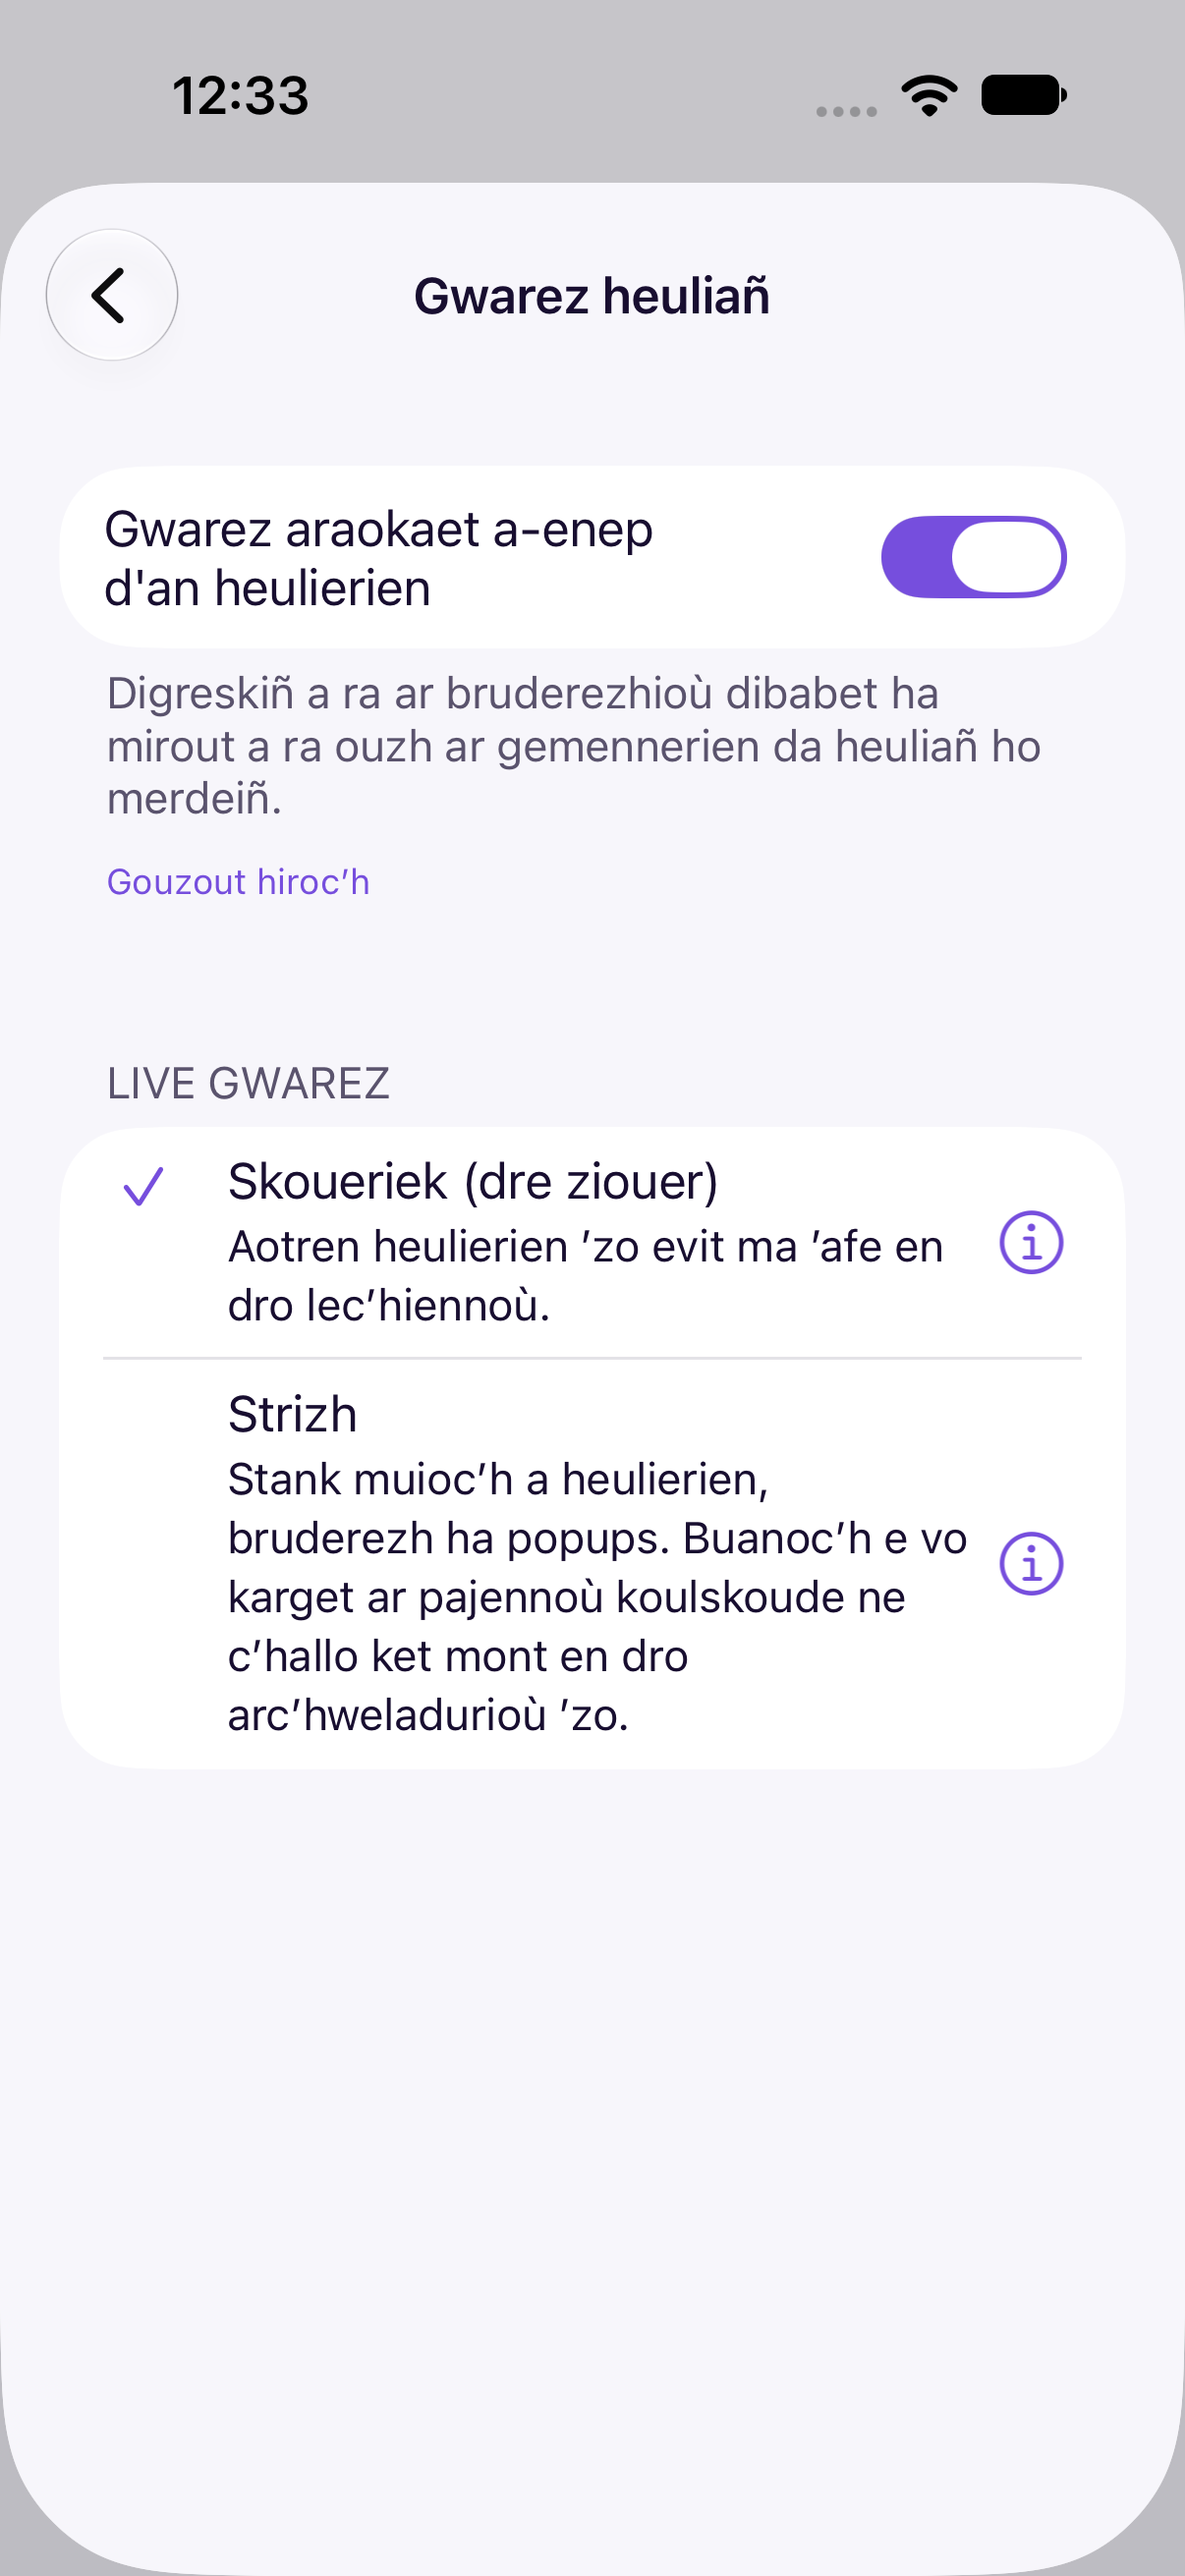 12:33
Gwarez heuliañ
Gwarez araokaet a-enep
d'an heulierien
Digreskiñ a ra ar bruderezhioù dibabet ha
mirout a ra ouzh ar gemennerien da heuliañ ho
merdeiñ.
Gouzout hiroc’h
LIVE GWAREZ
Skoueriek (dre ziouer)
Aotren heulierien ’zo evit ma ’afe en
dro lec’hiennoù.
Strizh
Stank muioc’h a heulierien,
bruderezh ha popups. Buanoc’h e vo
karget ar pajennoù koulskoude ne
c’hallo ket mont en dro
arc’hweladurioù ’zo.